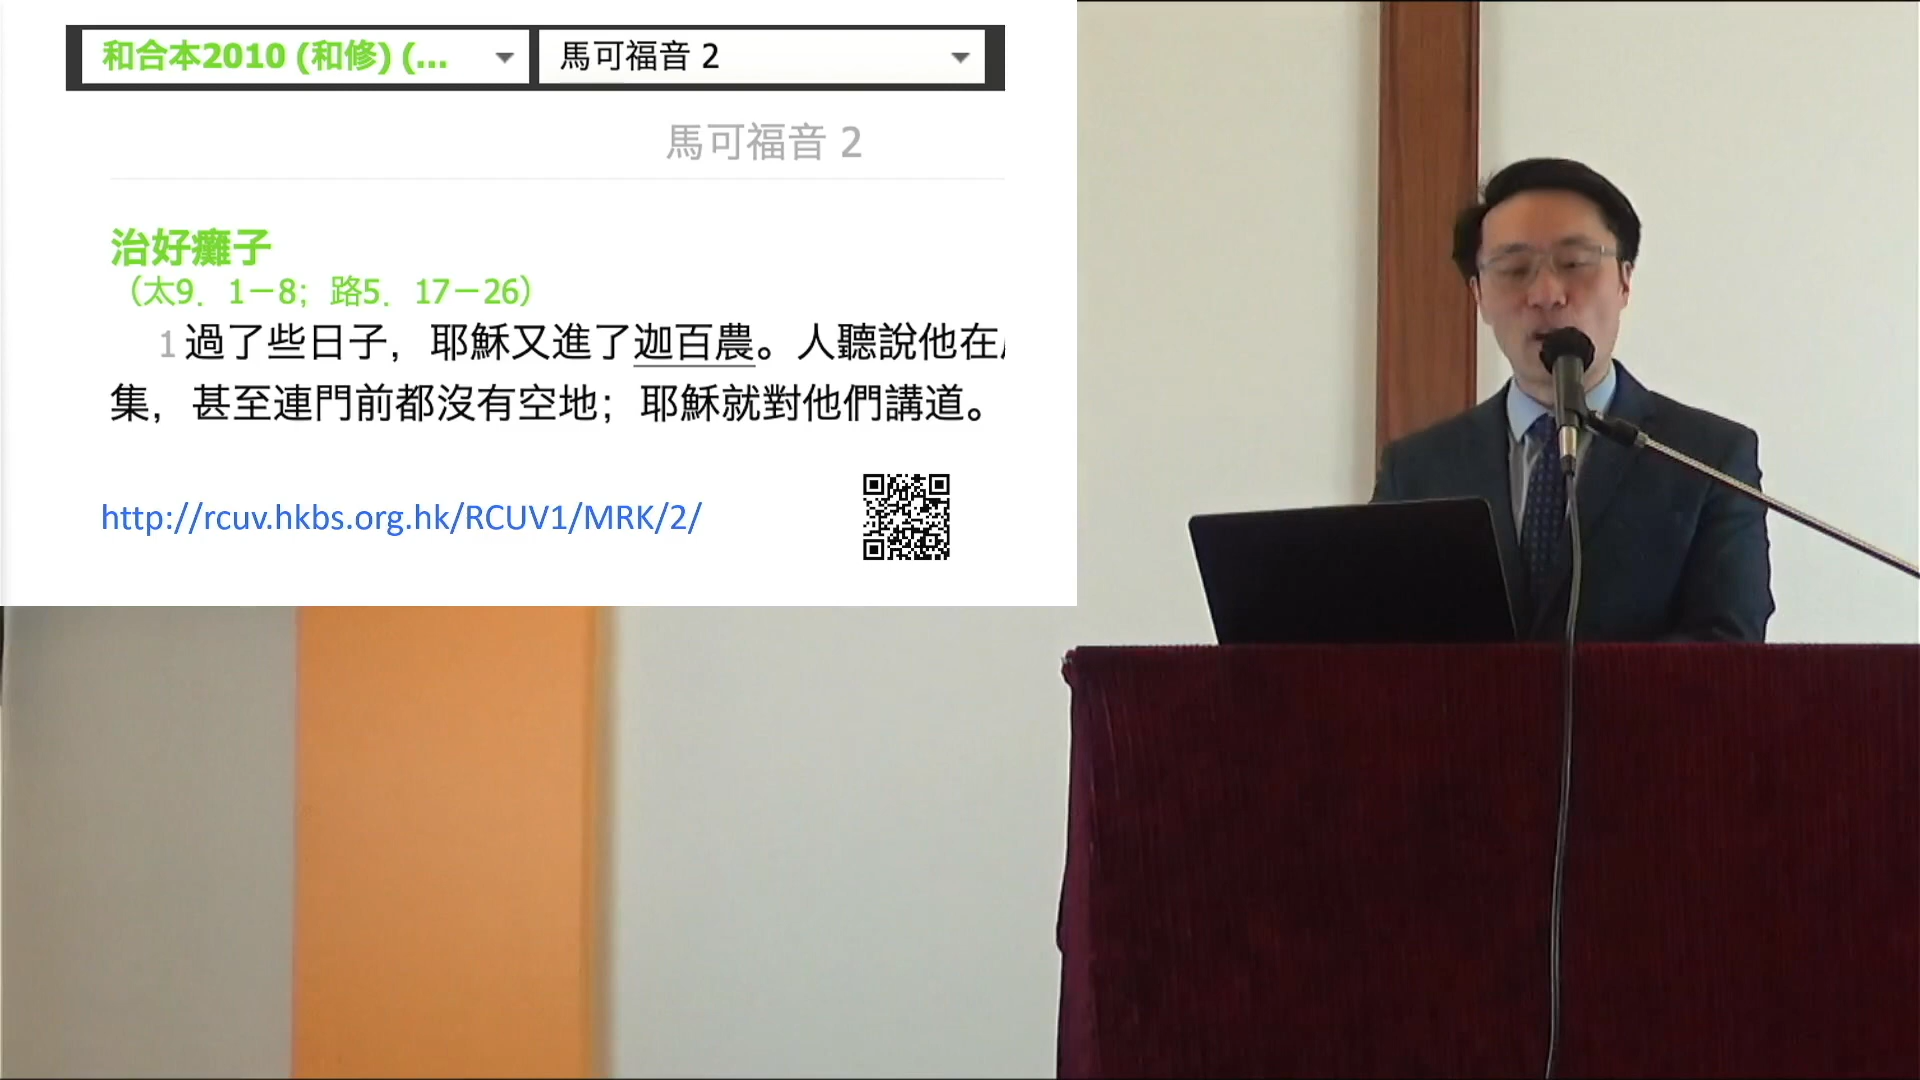 和合本2010 (和修) (...
馬可福音 2
馬可福音 2
治好癱子
（太9．1－8；路5．17－26）
1 過了些日子，耶穌又進了迦百農。人聽說他在
集，甚至連門前都沒有空地；耶穌就對他們講道。
http://rcuv.hkbs.org.hk/RCUV1/MRK/2/